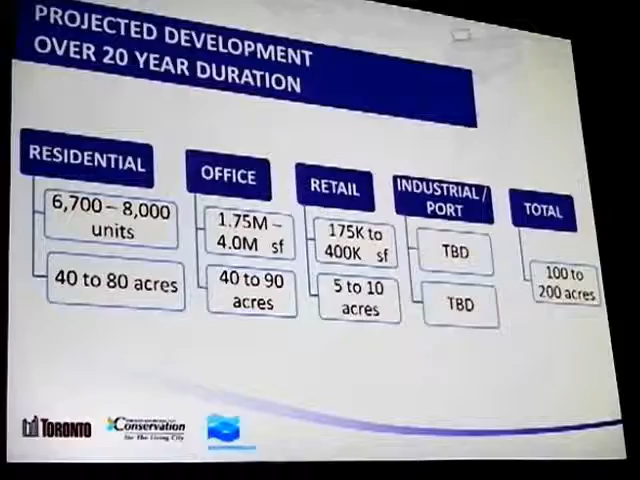 PROJECTED DEVELOPMENT
OVER 20 YEAR DURATION
RESIDENTIAL
6,700 – 8,000
units
40 to 80 acres
OFFICE
1.75M –
4.0M sf
40 to 90
acres
RETAIL
175K to
400K sf
5 to 10
acres
INDUSTRIAL /
PORT
TBD
TBD
TOTAL
100 to
200 acres
TORONTO
Conservation
for The Living City